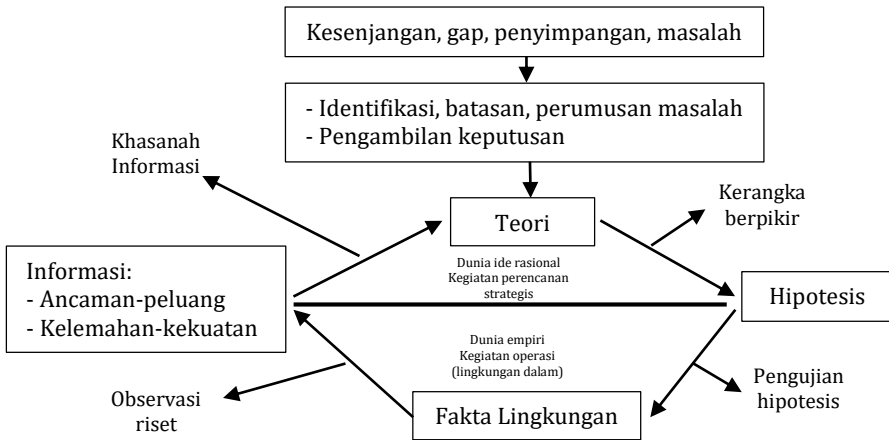 Kesenjangan, gap, penyimpangan, masalah
- Identifikasi, batasan, perumusan masalah
- Pengambilan keputusan
Khasanah
Informasi
Teori
Kerangka
berpikir
Informasi:
- Ancaman-peluang
- Kelemahan-kekuatan
Dunia ide rasional
Kegiatan perencanan
strategis
Hipotesis
Dunia empiri
Kegiatan operasi
(lingkungan dalam)
Observasi
riset
Fakta Lingkungan
Pengujian
hipotesis